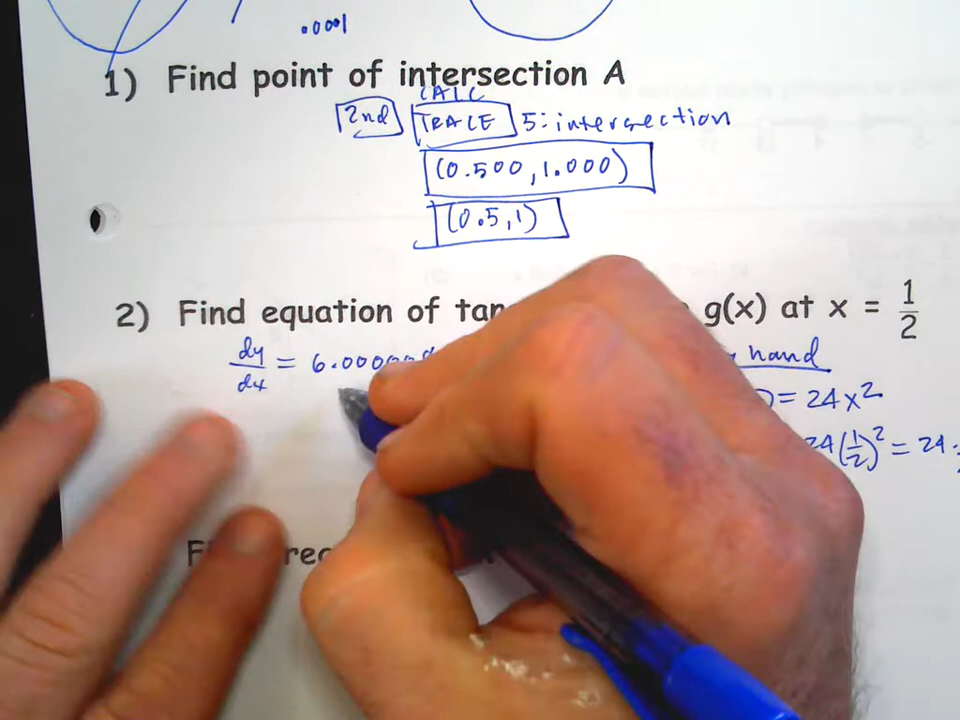 .0001
1) Find point of intersection A
CALC
2nd TRACE 5: intersection
(0.500, 1.000)
(0.5, 1)
2) Find equation of tan g(x) at x = 1/2
dy/dx = 6.00000
hand
= 24x²
24(1/2)² = 24.